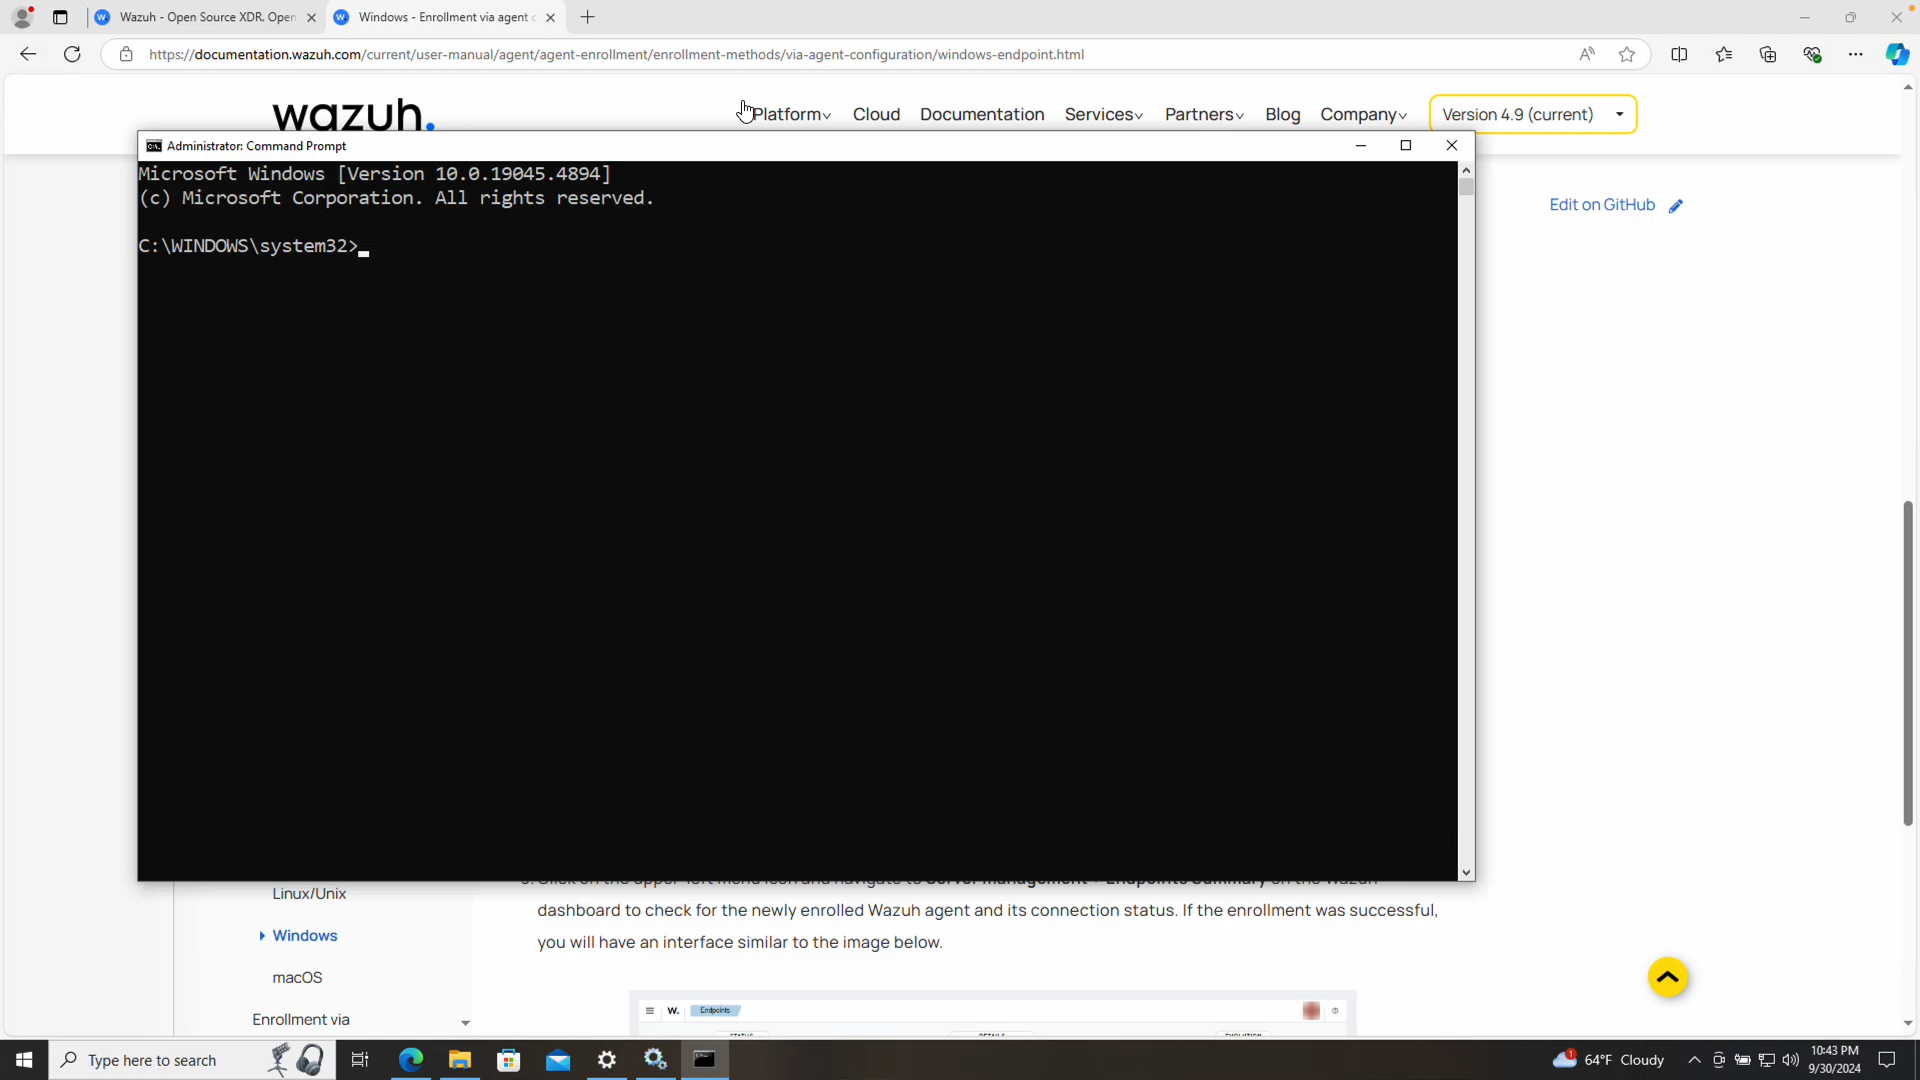 Wazuh - Open Source XDR. Open
Windows - Enrollment via agent c
https://documentation.wazuh.com/current/user-manual/agent/agent-enrollment/enrollment-methods/via-agent-configuration/windows-endpoint.html
wazuh.
Platform
Cloud
Documentation
Services
Partners
Blog
Company
Version 4.9 (current)
Edit on GitHub
Administrator: Command Prompt
Microsoft Windows [Version 10.0.19045.4894]
(c) Microsoft Corporation. All rights reserved.
C:\WINDOWS\system32>
Linux/Unix
Windows
macOS
Enrollment via
dashboard to check for the newly enrolled Wazuh agent and its connection status. If the enrollment was successful,
you will have an interface similar to the image below.
W.
Endpoints
Type here to search
1
64°F Cloudy
10:43 PM
9/30/2024